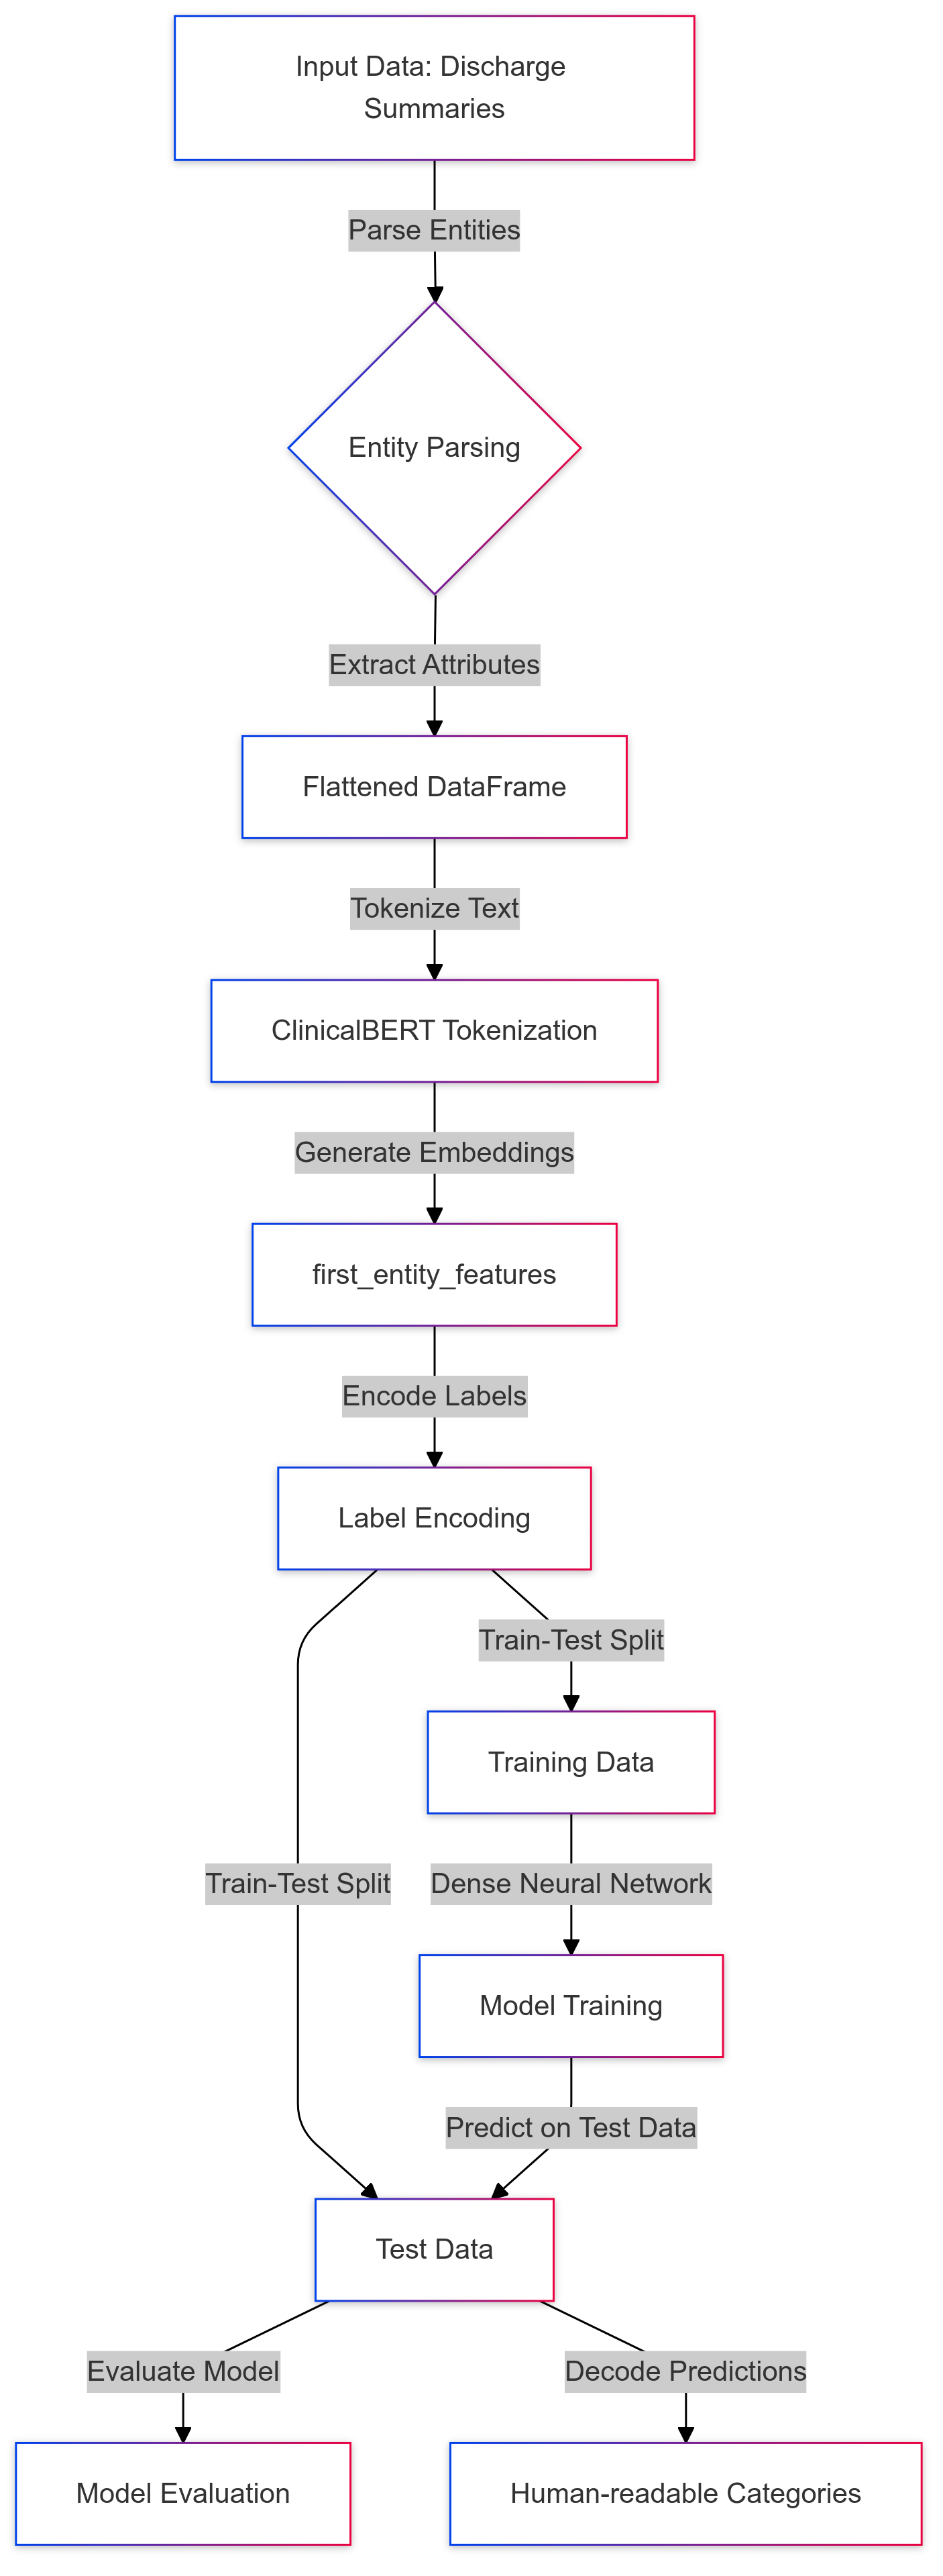 Input Data: Discharge
Summaries
Parse Entities
Entity Parsing
Extract Attributes
Flattened DataFrame
Tokenize Text
ClinicalBERT Tokenization
Generate Embeddings
first_entity_features
Encode Labels
Label Encoding
Train-Test Split
Training Data
Train-Test Split
Dense Neural Network
Model Training
Predict on Test Data
Test Data
Evaluate Model
Decode Predictions
Model Evaluation
Human-readable Categories